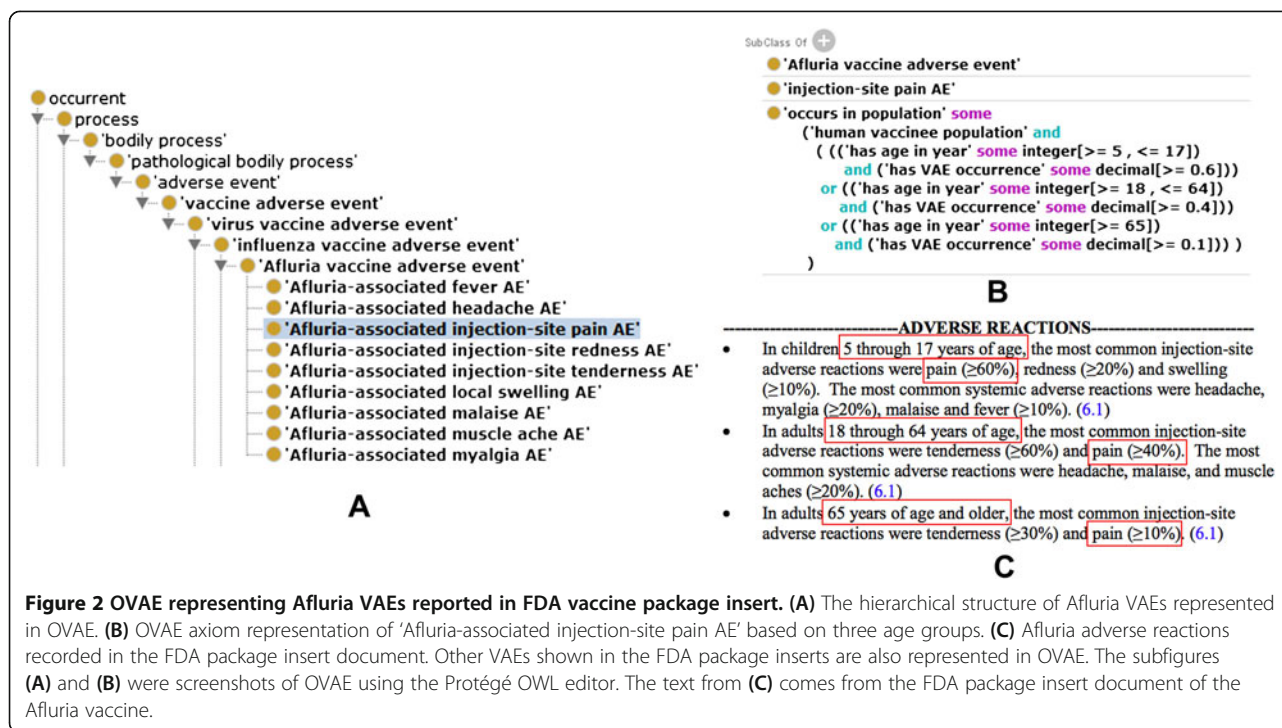 occurrent
process
'bodily process'
'pathological bodily process'
'adverse event'
'vaccine adverse event'
'virus vaccine adverse event'
'influenza vaccine adverse event'
'Afluria vaccine adverse event'
'Afluria-associated fever AE'
'Afluria-associated headache AE'
'Afluria-associated injection-site pain AE'
'Afluria-associated injection-site redness AE'
'Afluria-associated injection-site tenderness AE'
'Afluria-associated local swelling AE'
'Afluria-associated malaise AE'
'Afluria-associated muscle ache AE'
'Afluria-associated myalgia AE'
A
SubClass Of
'Afluria vaccine adverse event'
'injection-site pain AE'
'occurs in population' some
('human vaccinee population' and
( (('has age in year' some integer[>= 5 , <= 17])
and ('has VAE occurrence' some decimal[>= 0.6]))
or (('has age in year' some integer[>= 18 , <= 64])
and ('has VAE occurrence' some decimal[>= 0.4]))
or (('has age in year' some integer[>= 65])
and ('has VAE occurrence' some decimal[>= 0.1])) )
)
B
------------------------------ADVERSE REACTIONS------------------------------
• In children 5 through 17 years of age, the most common injection-site
adverse reactions were pain (≥60%), redness (≥20%) and swelling
(≥10%). The most common systemic adverse reactions were headache,
myalgia (≥20%), malaise and fever (≥10%). (6.1)
• In adults 18 through 64 years of age, the most common injection-site
adverse reactions were tenderness (≥60%) and pain (≥40%). The most
common systemic adverse reactions were headache, malaise, and muscle
aches (≥20%). (6.1)
• In adults 65 years of age and older, the most common injection-site
adverse reactions were tenderness (≥30%) and pain (≥10%). (6.1)
C
Figure 2 OVAE representing Afluria VAEs reported in FDA vaccine package insert. (A) The hierarchical structure of Afluria VAEs represented
in OVAE. (B) OVAE axiom representation of 'Afluria-associated injection-site pain AE' based on three age groups. (C) Afluria adverse reactions
recorded in the FDA package insert document. Other VAEs shown in the FDA package inserts are also represented in OVAE. The subfigures
(A) and (B) were screenshots of OVAE using the Protégé OWL editor. The text from (C) comes from the FDA package insert document of the
Afluria vaccine.